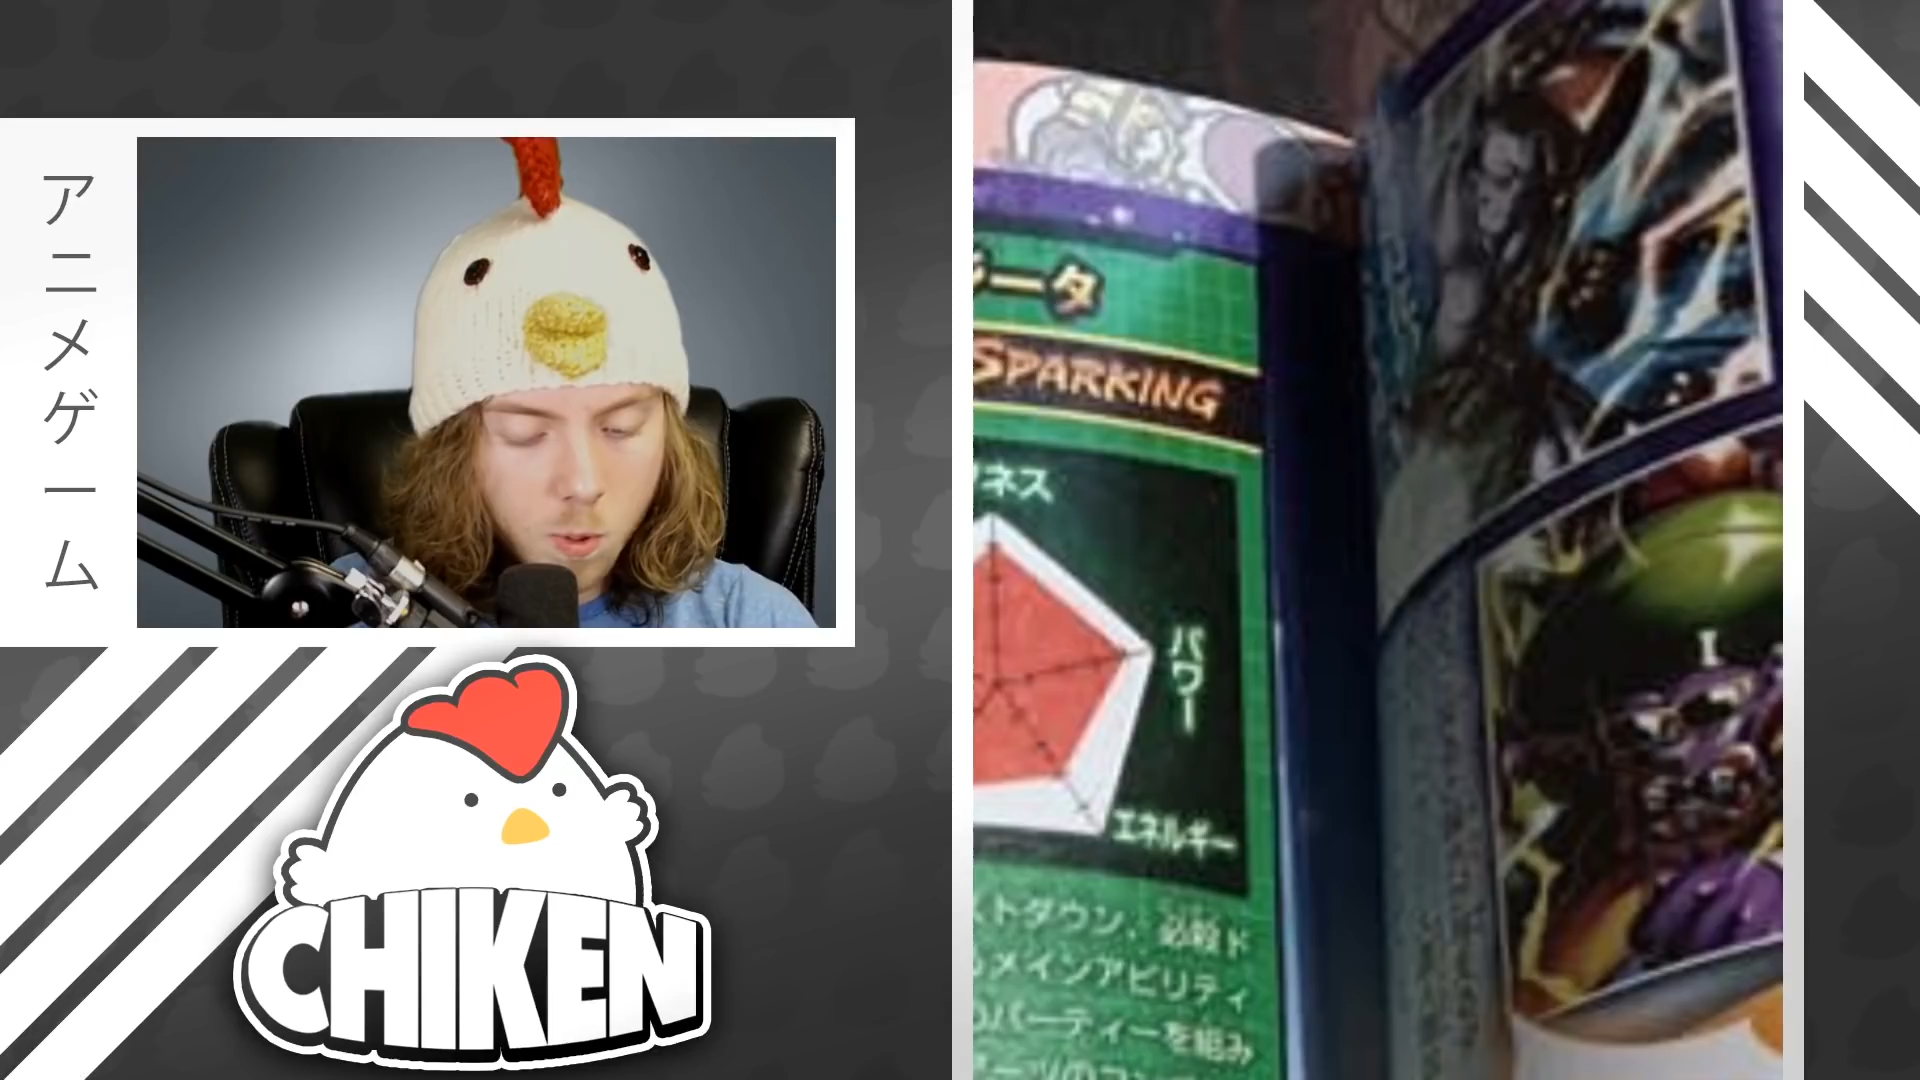 アニメゲーム
CHIKEN
ータ
SPARKING
ネス
パワー
エネルギー
トダウン、必殺ド
メインアビリティ
パーティーを組み